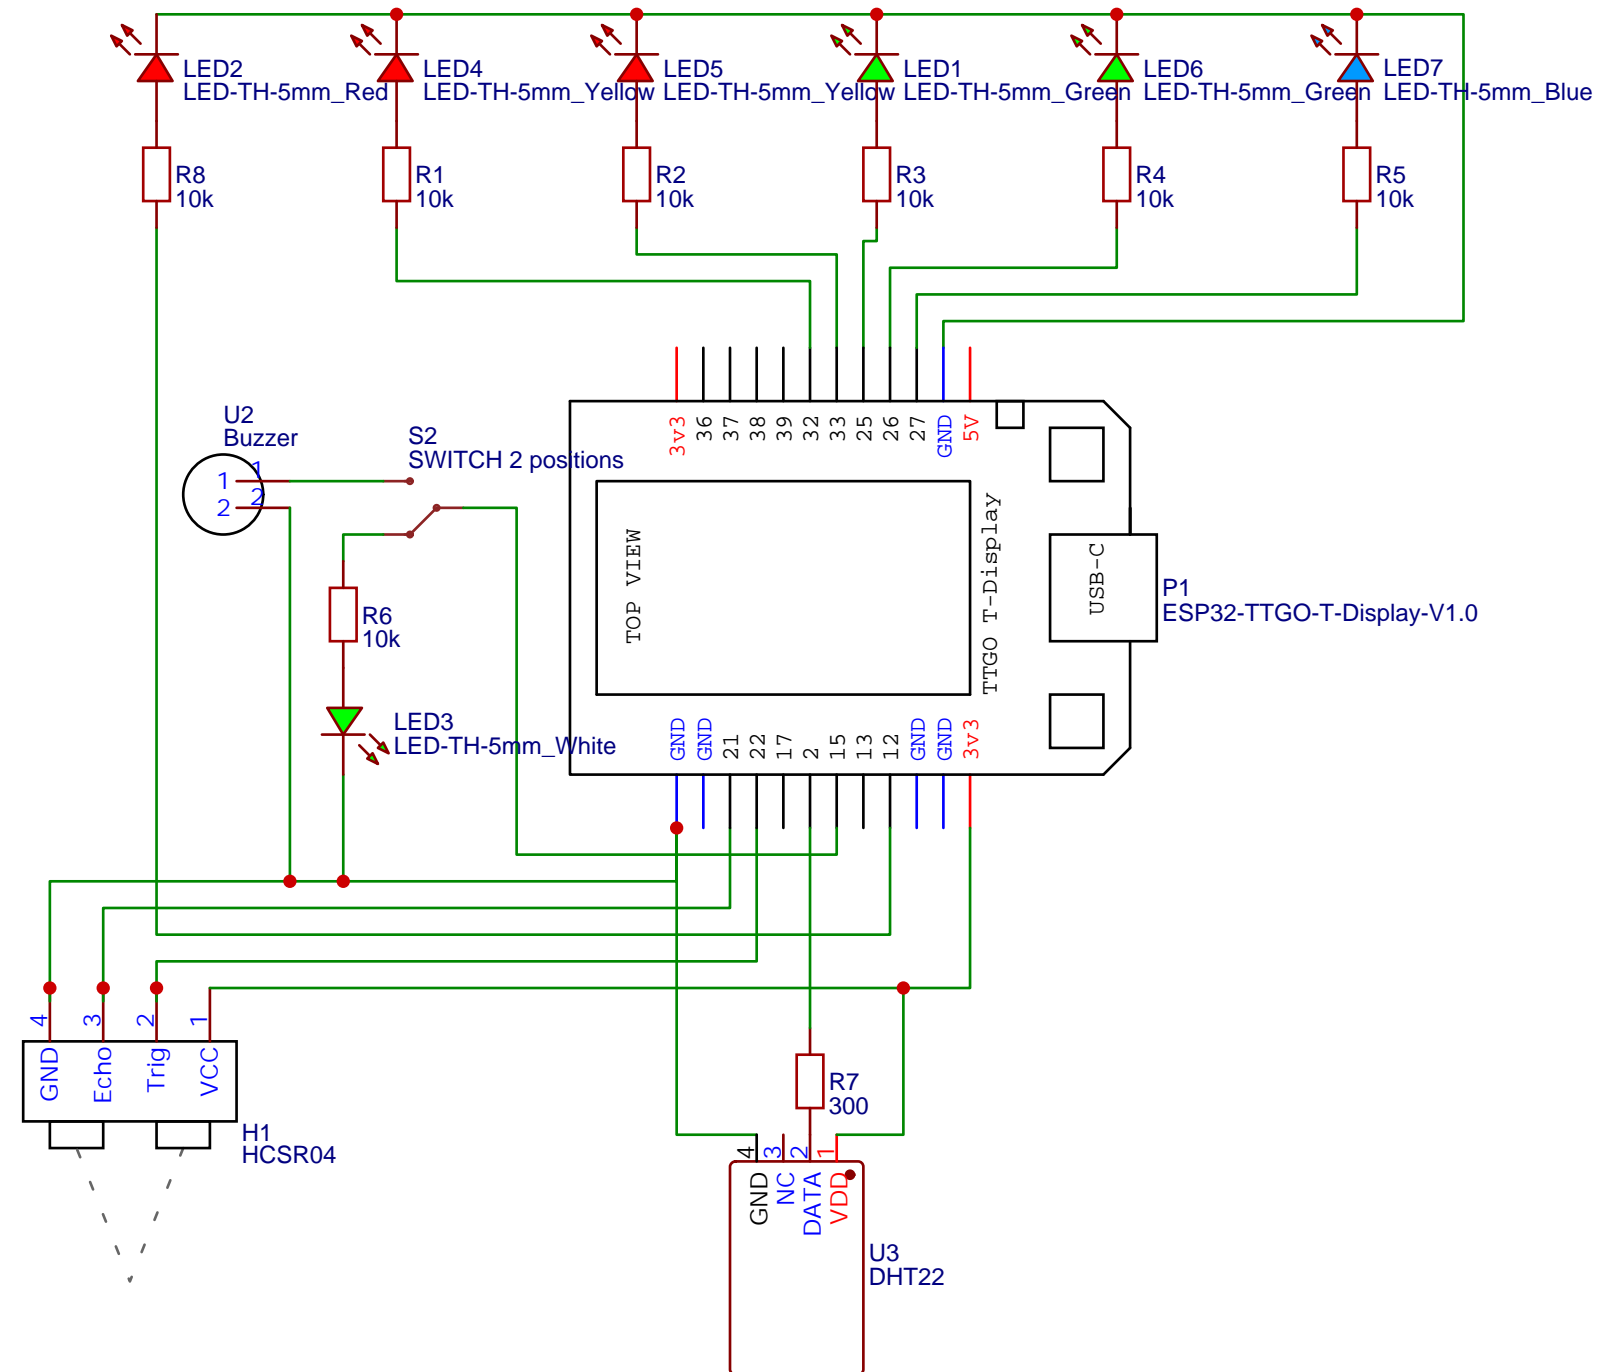 LED2
LED-TH-5mm_Red
LED4
LED-TH-5mm_Yellow
LED5
LED-TH-5mm_Yellow
LED1
LED-TH-5mm_Green
LED6
LED-TH-5mm_Green
LED7
LED-TH-5mm_Blue
R8
10k
R1
10k
R2
10k
R3
10k
R4
10k
R5
10k
3v3
36
37
38
39
32
33
25
26
27
GND
5V
U2
Buzzer
1
1
2
2
S2
SWITCH 2 positions
TOP VIEW
TTGO T-Display
USB-C
P1
ESP32-TTGO-T-Display-V1.0
R6
10k
LED3
LED-TH-5mm_White
GND
GND
21
22
17
2
15
13
12
GND
GND
3v3
4
3
2
1
GND
Echo
Trig
VCC
H1
HCSR04
R7
300
4
3
2
1
GND
NC
DATA
VDD
U3
DHT22